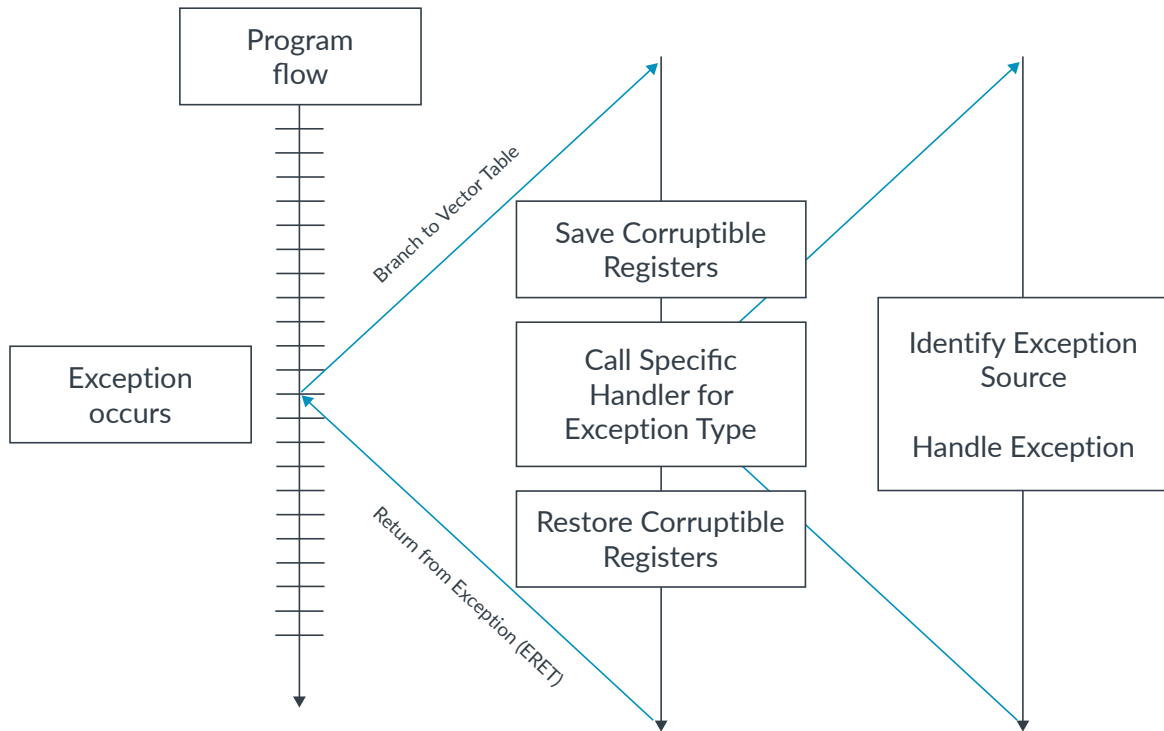 Program
flow
Exception
occurs
Branch to Vector Table
Return from Exception (ERET)
Save Corruptible
Registers
Call Specific
Handler for
Exception Type
Restore Corruptible
Registers
Identify Exception
Source
Handle Exception